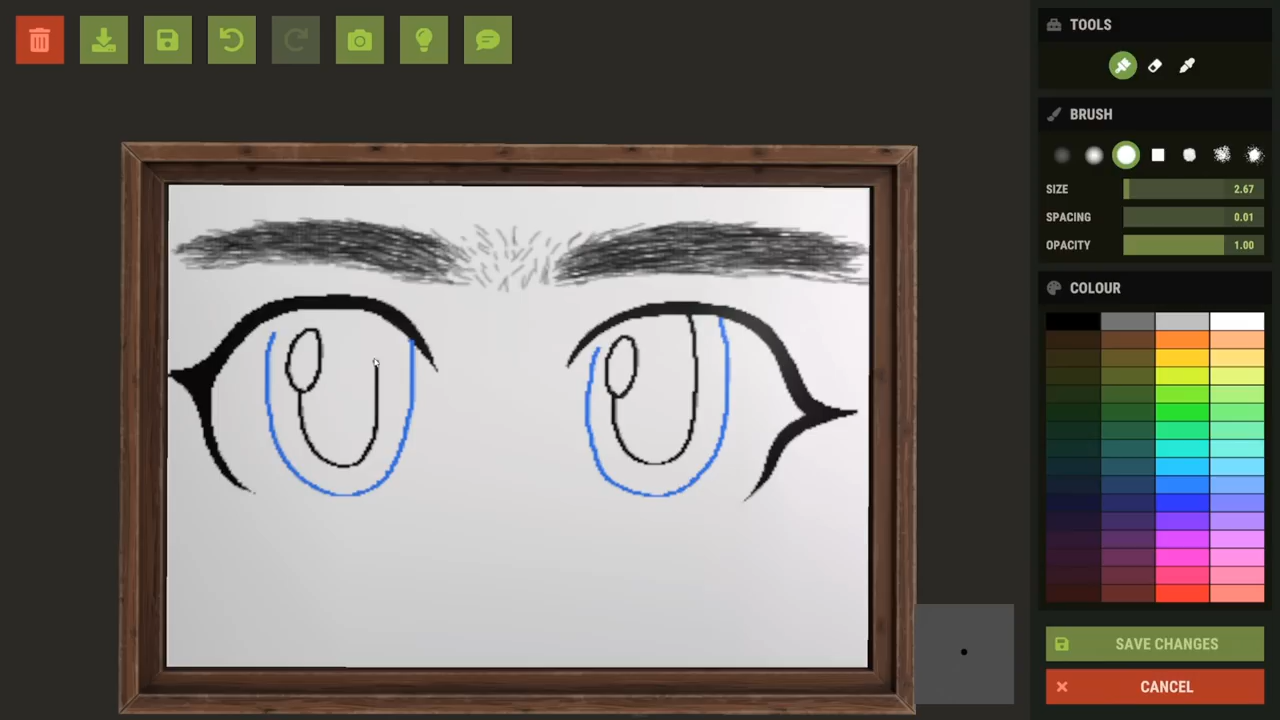 TOOLS
BRUSH
SIZE 2.67
SPACING 0.01
OPACITY 1.00
COLOUR
SAVE CHANGES
CANCEL